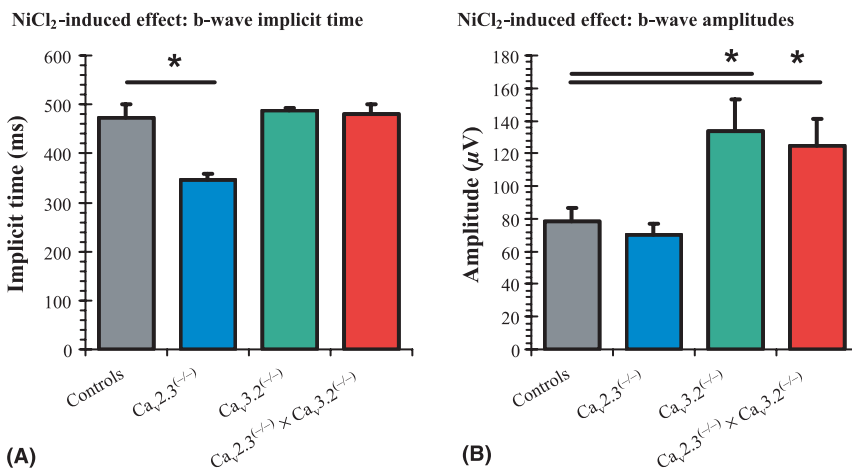 NiCl₂-induced effect: b-wave implicit time
Implicit time (ms)
600
500
400
300
200
100
0
*
Controls
Caᵥ2.3⁽⁻/⁻⁾
Caᵥ3.2⁽⁻/⁻⁾
Caᵥ2.3⁽⁻/⁻⁾ × Caᵥ3.2⁽⁻/⁻⁾
(A)
NiCl₂-induced effect: b-wave amplitudes
Amplitude (µV)
180
160
140
120
100
80
60
40
20
0
* *
Controls
Caᵥ2.3⁽⁻/⁻⁾
Caᵥ3.2⁽⁻/⁻⁾
Caᵥ2.3⁽⁻/⁻⁾ × Caᵥ3.2⁽⁻/⁻⁾
(B)